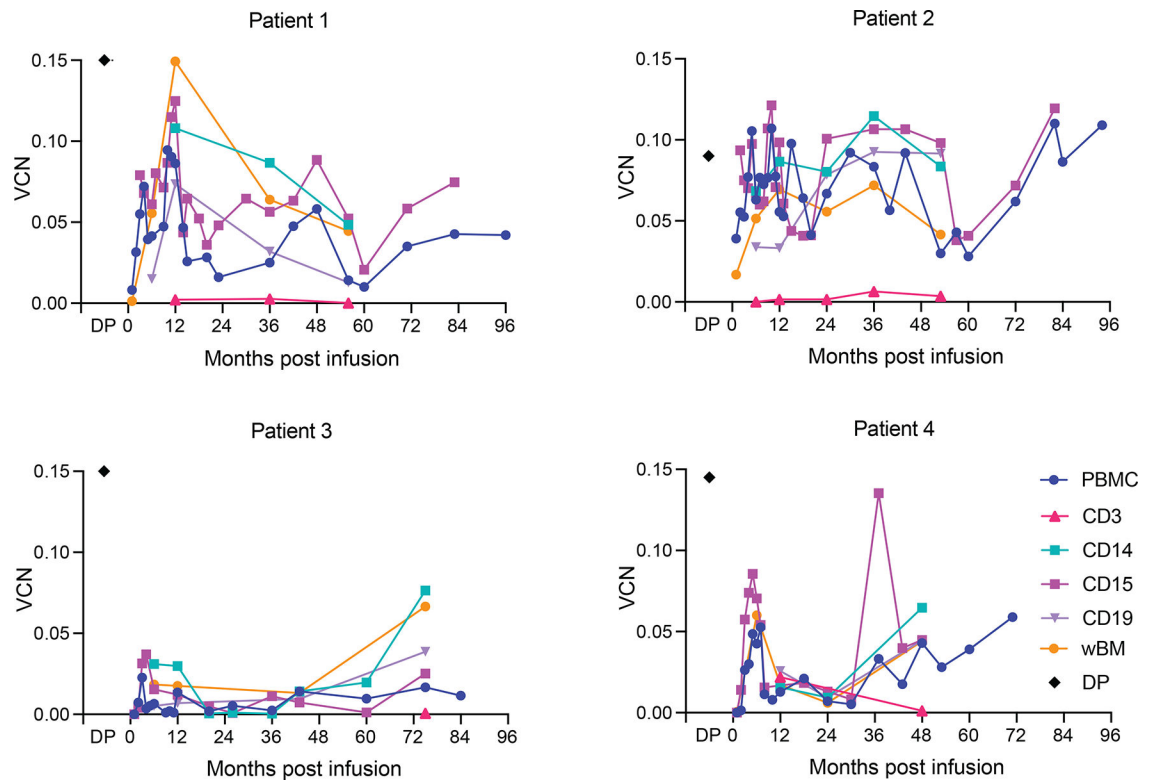 Patient 1
0.15
0.10
0.05
0.00
VCN
DP 0 12 24 36 48 60 72 84 96
Months post infusion
Patient 2
0.15
0.10
0.05
0.00
VCN
DP 0 12 24 36 48 60 72 84 96
Months post infusion
Patient 3
0.15
0.10
0.05
0.00
VCN
DP 0 12 24 36 48 60 72 84 96
Months post infusion
Patient 4
0.15
0.10
0.05
0.00
VCN
DP 0 12 24 36 48 60 72 84 96
Months post infusion
PBMC
CD3
CD14
CD15
CD19
wBM
DP